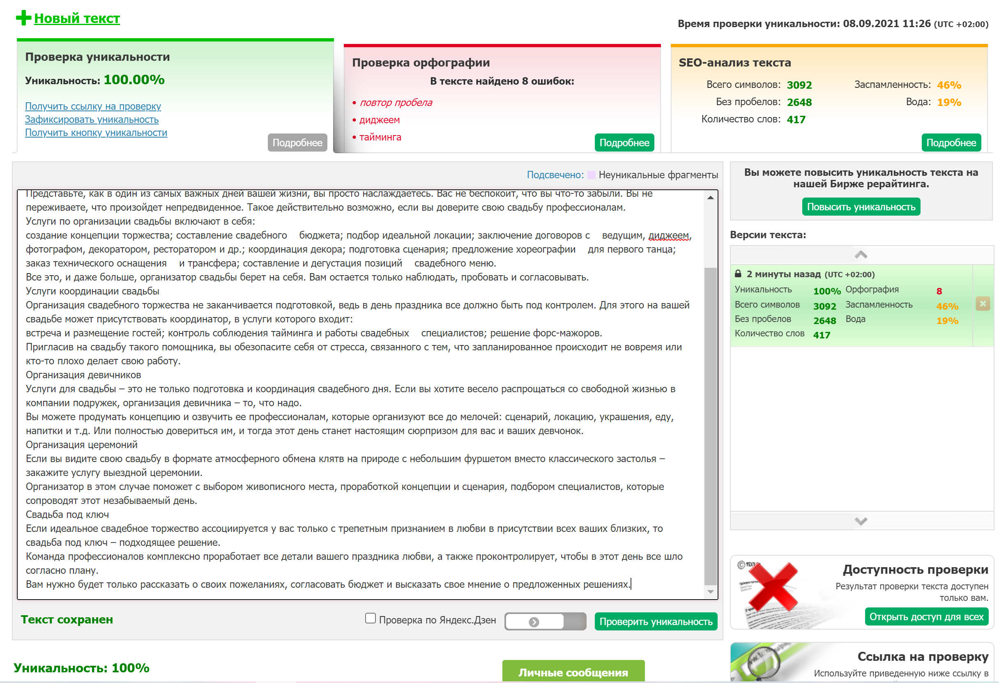 Новый текст
Время проверки уникальности: 08.09.2021 11:26 (UTC +02:00)
Проверка уникальности
Уникальность: 100.00%
Получить ссылку на проверку
Зафиксировать уникальность
Получить кнопку уникальности
Подробнее
Проверка орфографии
В тексте найдено 8 ошибок:
• повтор пробела
• диджеем
• тайминга
Подробнее
SEO-анализ текста
Всего символов: 3092 Заспамленность: 46%
Без пробелов: 2648 Вода: 19%
Количество слов: 417
Подробнее
Подсвечено: Неуникальные фрагменты
Представьте, как в один из самых важных дней вашей жизни, вы просто наслаждаетесь. Вас не беспокоит, что вы что-то забыли. Вы не
переживаете, что произойдет непредвиденное. Такое действительно возможно, если вы доверите свою свадьбу профессионалам.
Услуги по организации свадьбы включают в себя:
создание концепции торжества; составление свадебного    бюджета; подбор идеальной локации; заключение договоров с    ведущим, диджеем,
фотографом, декоратором, ресторатором и др.; координация декора; подготовка сценария; предложение хореографии    для первого танца;
заказ технического оснащения    и трансфера; составление и дегустация позиций    свадебного меню.
Все это, и даже больше, организатор свадьбы берет на себя. Вам остается только наблюдать, пробовать и согласовывать.
Услуги координации свадьбы
Организация свадебного торжества не заканчивается подготовкой, ведь в день праздника все должно быть под контролем. Для этого на вашей
свадьбе может присутствовать координатор, в услуги которого входит:
встреча и размещение гостей; контроль соблюдения тайминга и работы свадебных    специалистов; решение форс-мажоров.
Пригласив на свадьбу такого помощника, вы обезопасите себя от стресса, связанного с тем, что запланированное происходит не вовремя или
кто-то плохо делает свою работу.
Организация девичников
Услуги для свадьбы – это не только подготовка и координация свадебного дня. Если вы хотите весело распрощаться со свободной жизнью в
компании подружек, организация девичника – то, что надо.
Вы можете продумать концепцию и озвучить ее профессионалам, которые организуют все до мелочей: сценарий, локацию, украшения, еду,
напитки и т.д. Или полностью довериться им, и тогда этот день станет настоящим сюрпризом для вас и ваших девчонок.
Организация церемоний
Если вы видите свою свадьбу в формате атмосферного обмена клятв на природе с небольшим фуршетом вместо классического застолья –
закажите услугу выездной церемонии.
Организатор в этом случае поможет с выбором живописного места, проработкой концепции и сценария, подбором специалистов, которые
сопроводят этот незабываемый день.
Свадьба под ключ
Если идеальное свадебное торжество ассоциируется у вас только с трепетным признанием в любви в присутствии всех ваших близких, то
свадьба под ключ – подходящее решение.
Команда профессионалов комплексно проработает все детали вашего праздника любви, а также проконтролирует, чтобы в этот день все шло
согласно плану.
Вам нужно будет только рассказать о своих пожеланиях, согласовать бюджет и высказать свое мнение о предложенных решениях.
Текст сохранен
Проверка по Яндекс.Дзен
Проверить уникальность
Уникальность: 100%
Личные сообщения
Вы можете повысить уникальность текста на
нашей Бирже рерайтинга.
Повысить уникальность
Версии текста:
2 минуты назад (UTC +02:00)
Уникальность 100% Орфография 8
Всего символов 3092 Заспамленность 46%
Без пробелов 2648 Вода 19%
Количество слов 417
Доступность проверки
Результат проверки текста доступен
только вам.
Открыть доступ для всех
Ссылка на проверку
Используйте приведенную ниже ссылку в